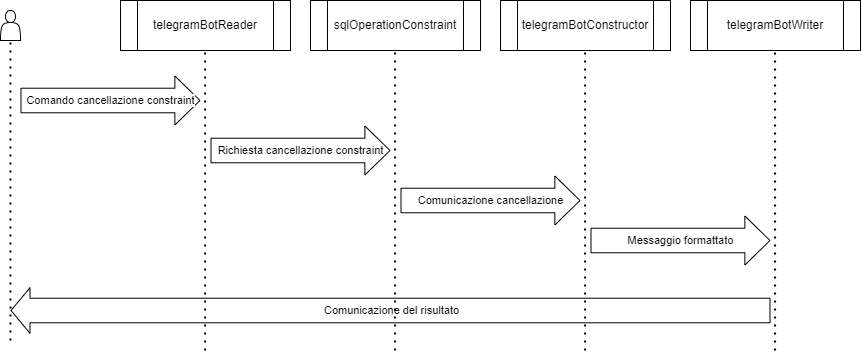 telegramBotReader
sqlOperationConstraint
telegramBotConstructor
telegramBotWriter
Comando cancellazione constraint
Richiesta cancellazione constraint
Comunicazione cancellazione
Messaggio formattato
Comunicazione del risultato